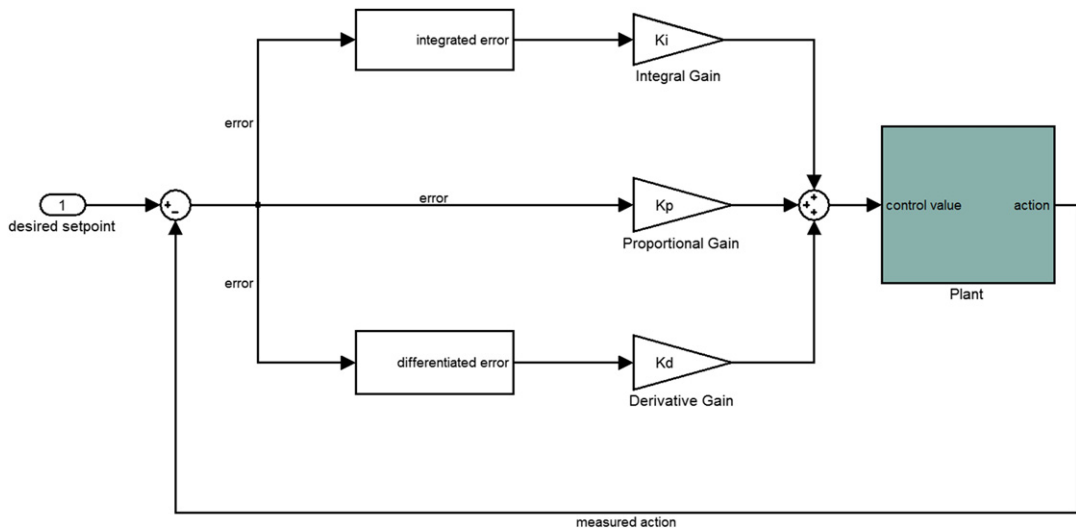 integrated error
Ki
Integral Gain
error
1
+
−
desired setpoint
error
Kp
Proportional Gain
+
+
+
control value
action
Plant
error
differentiated error
Kd
Derivative Gain
measured action